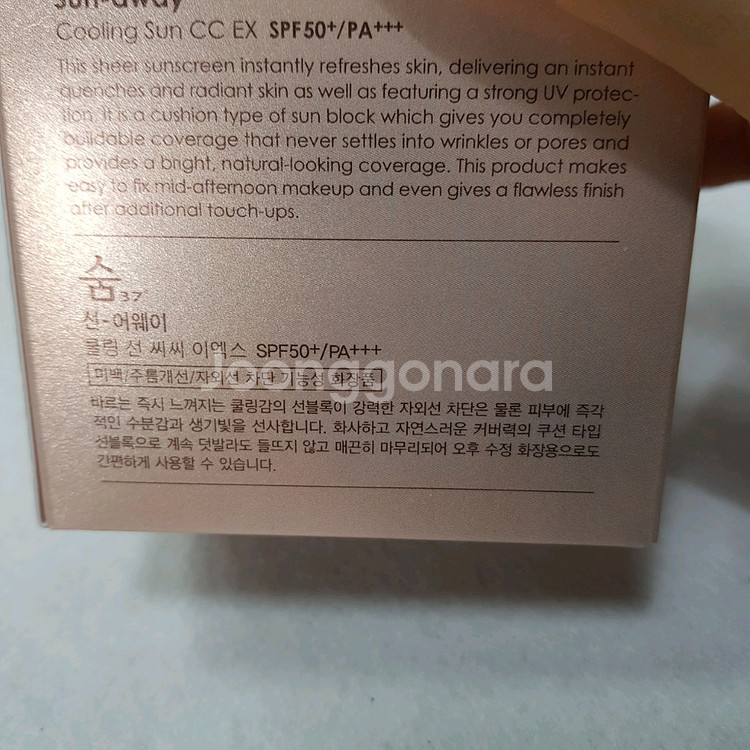 sun-away
Cooling Sun CC EX SPF50+/PA+++
This sheer sunscreen instantly refreshes skin, delivering an instant
quenches and radiant skin as well as featuring a strong UV protec-
tion. It is a cushion type of sun block which gives you completely
buildable coverage that never settles into wrinkles or pores and
provides a bright, natural-looking coverage. This product makes
easy to fix mid-afternoon makeup and even gives a flawless finish
after additional touch-ups.
숨37°
선-어웨이
쿨링 선 씨씨 이엑스 SPF50+/PA+++
joonggonara
미백/주름개선/자외선 차단 기능성 화장품
바르는 즉시 느껴지는 쿨링감의 선블록이 강력한 자외선 차단은 물론 피부에 즉각
적인 수분감과 생기빛을 선사합니다. 화사하고 자연스러운 커버력의 쿠션 타입
선블록으로 계속 덧발라도 들뜨지 않고 매끈히 마무리되어 오후 수정 화장용으로도
간편하게 사용할 수 있습니다.